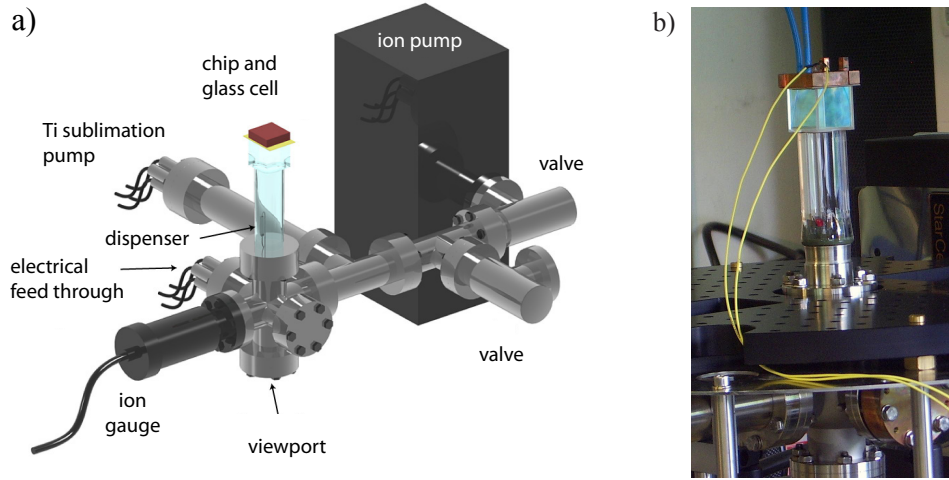 a)
b)
ion pump
chip and
glass cell
Ti sublimation
pump
valve
dispenser
electrical
feed through
valve
ion
gauge
viewport
StarCe